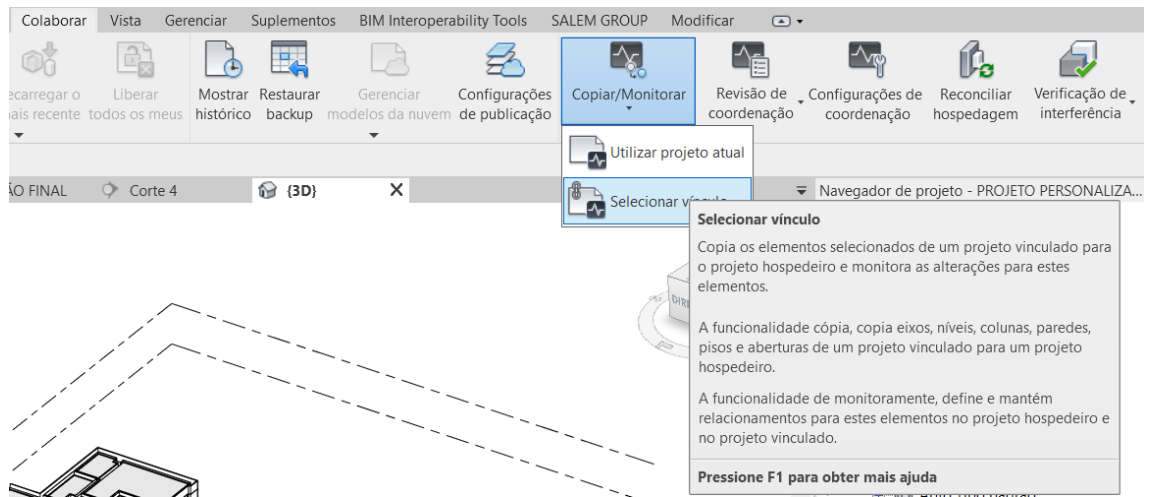 Colaborar Vista Gerenciar Suplementos BIM Interoperability Tools SALEM GROUP Modificar
ecarregar o
ais recente
Liberar
todos os meus
Mostrar
histórico
Restaurar
backup
Gerenciar
modelos da nuvem
Configurações
de publicação
Copiar/Monitorar
Revisão de
coordenação
Configurações de
coordenação
Reconciliar
hospedagem
Verificação de
interferência
Utilizar projeto atual
Selecionar
ÃO FINAL Corte 4 {3D} Navegador de projeto - PROJETO PERSONALIZA...
Selecionar vínculo
Copia os elementos selecionados de um projeto vinculado para
o projeto hospedeiro e monitora as alterações para estes
elementos.
A funcionalidade cópia, copia eixos, níveis, colunas, paredes,
pisos e aberturas de um projeto vinculado para um projeto
hospedeiro.
A funcionalidade de monitoramente, define e mantém
relacionamentos para estes elementos no projeto hospedeiro e
no projeto vinculado.
Pressione F1 para obter mais ajuda
DIRE